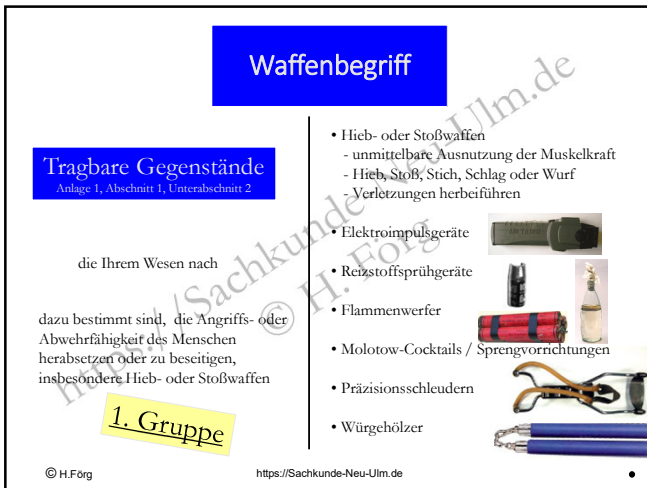 Waffenbegriff
Tragbare Gegenstände
Anlage 1, Abschnitt 1, Unterabschnitt 2
die Ihrem Wesen nach
dazu bestimmt sind, die Angriffs- oder
Abwehrfähigkeit des Menschen
herabsetzen oder zu beseitigen,
insbesondere Hieb- oder Stoßwaffen
1. Gruppe
• Hieb- oder Stoßwaffen
- unmittelbare Ausnutzung der Muskelkraft
- Hieb, Stoß, Stich, Schlag oder Wurf
- Verletzungen herbeiführen
• Elektroimpulsgeräte
AIR TASER
• Reizstoffsprühgeräte
• Flammenwerfer
• Molotow-Cocktails / Sprengvorrichtungen
• Präzisionsschleudern
• Würgehölzer
https://Sachkunde-Neu-Ulm.de
© H. Förg
© H.Förg
https://Sachkunde-Neu-Ulm.de